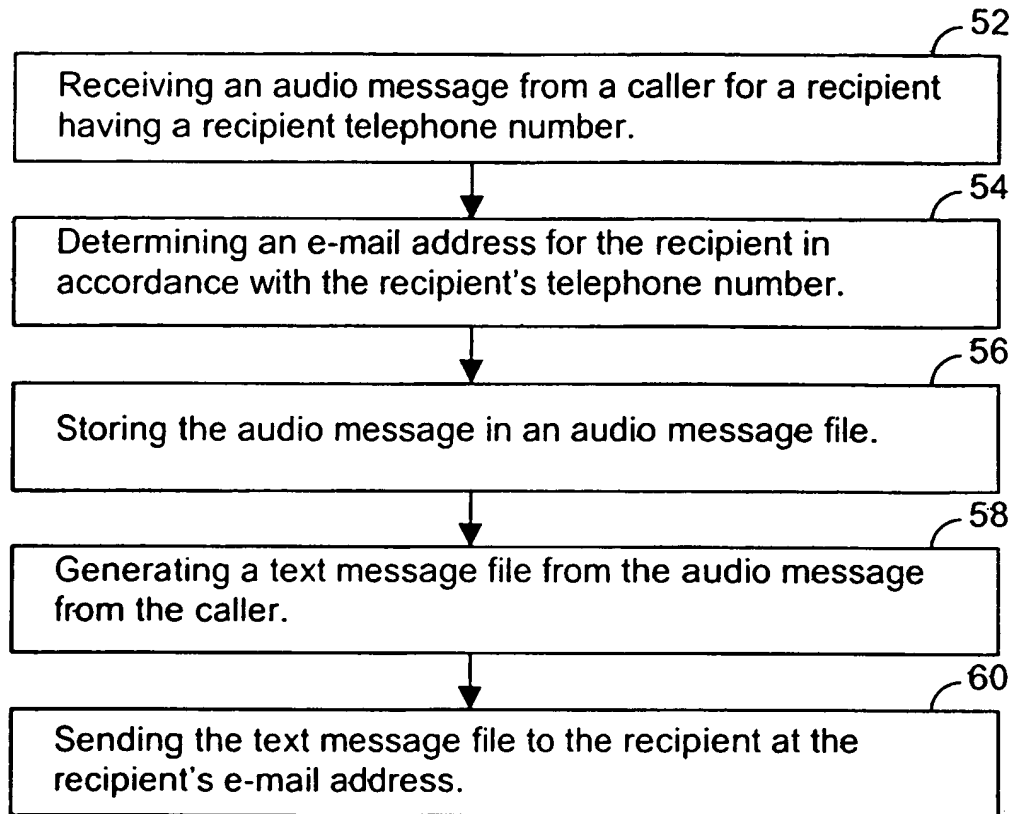 52
Receiving an audio message from a caller for a recipient
having a recipient telephone number.
54
Determining an e-mail address for the recipient in
accordance with the recipient's telephone number.
56
Storing the audio message in an audio message file.
58
Generating a text message file from the audio message
from the caller.
60
Sending the text message file to the recipient at the
recipient's e-mail address.